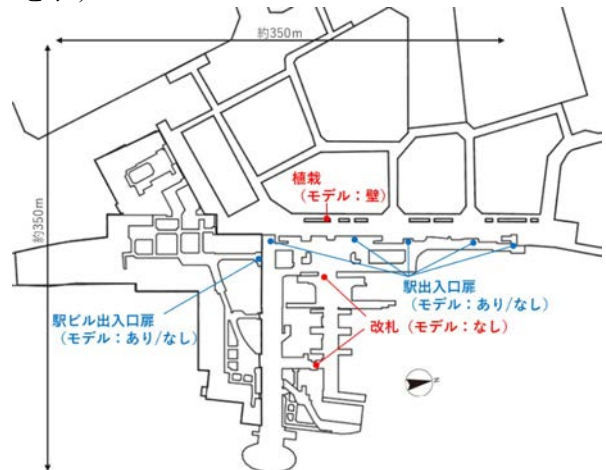 約350m
約350m
植栽
（モデル：壁）
駅ビル出入口扉
（モデル：あり/なし）
駅出入口扉
（モデル：あり/なし）
改札（モデル：なし）
N